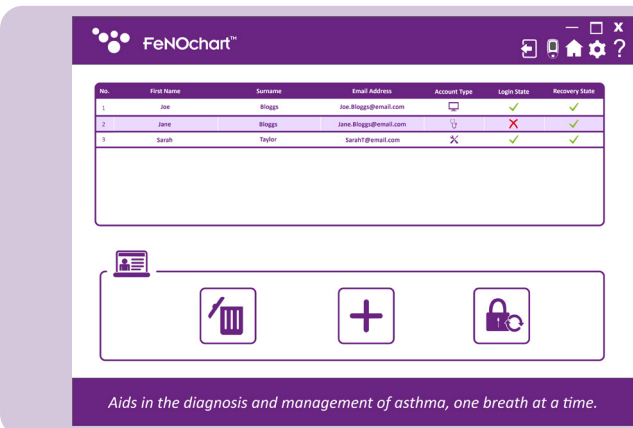 FeNOchart™
No. First Name Surname Email Address Account Type Login State Recovery State
1 Joe Bloggs Joe.Bloggs@email.com
2 Jane Bloggs Jane.Bloggs@email.com
3 Sarah Taylor SarahT@email.com
Aids in the diagnosis and management of asthma, one breath at a time.